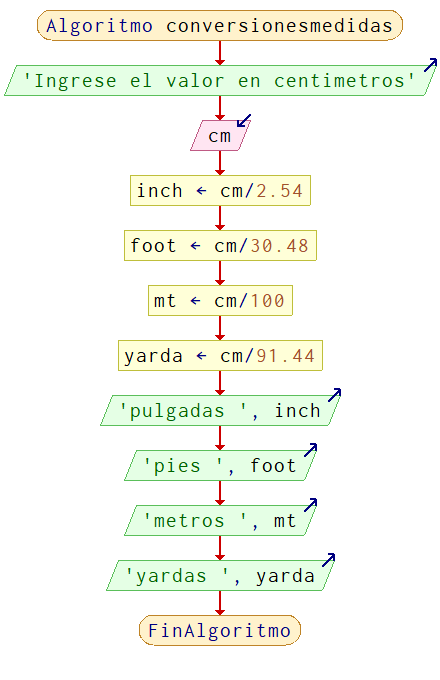 Algoritmo conversionesmedidas
'Ingrese el valor en centimetros'
cm
inch ← cm/2.54
foot ← cm/30.48
mt ← cm/100
yarda ← cm/91.44
'pulgadas ', inch
'pies ', foot
'metros ', mt
'yardas ', yarda
FinAlgoritmo